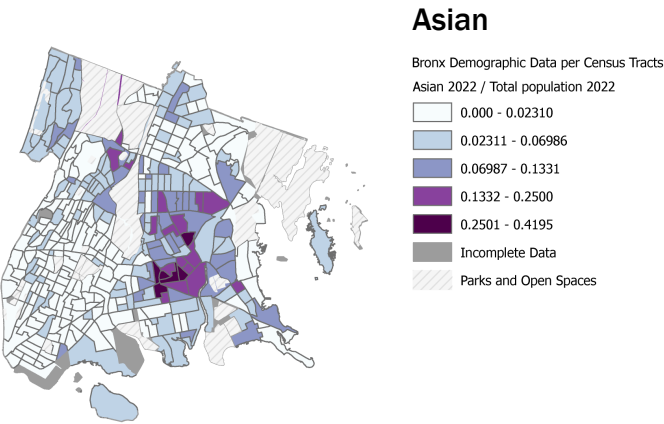 Asian
Bronx Demographic Data per Census Tracts
Asian 2022 / Total population 2022
0.000 - 0.02310
0.02311 - 0.06986
0.06987 - 0.1331
0.1332 - 0.2500
0.2501 - 0.4195
Incomplete Data
Parks and Open Spaces